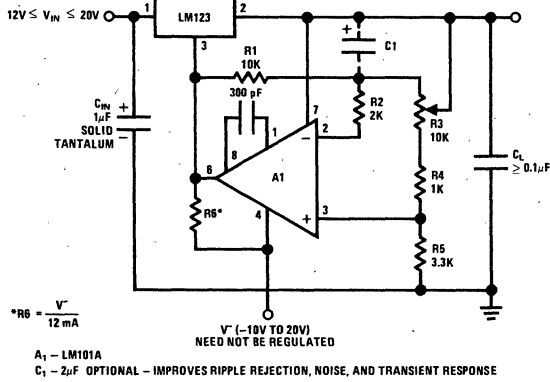 12V ≤ VIN ≤ 20V
1
LM123
2
3
R1
10K
+
C1
300 pF
7
R2
2K
R3
10K
CIN
1μF
SOLID
TANTALUM
+
−
1
8
−
2
6
A1
CL
≥ 0.1μF
R4
1K
R6*
4
+
3
R5
3.3K
*R6 = V−
12 mA
V− (−10V TO 20V)
NEED NOT BE REGULATED
A1 – LM101A
C1 – 2μF OPTIONAL – IMPROVES RIPPLE REJECTION, NOISE, AND TRANSIENT RESPONSE